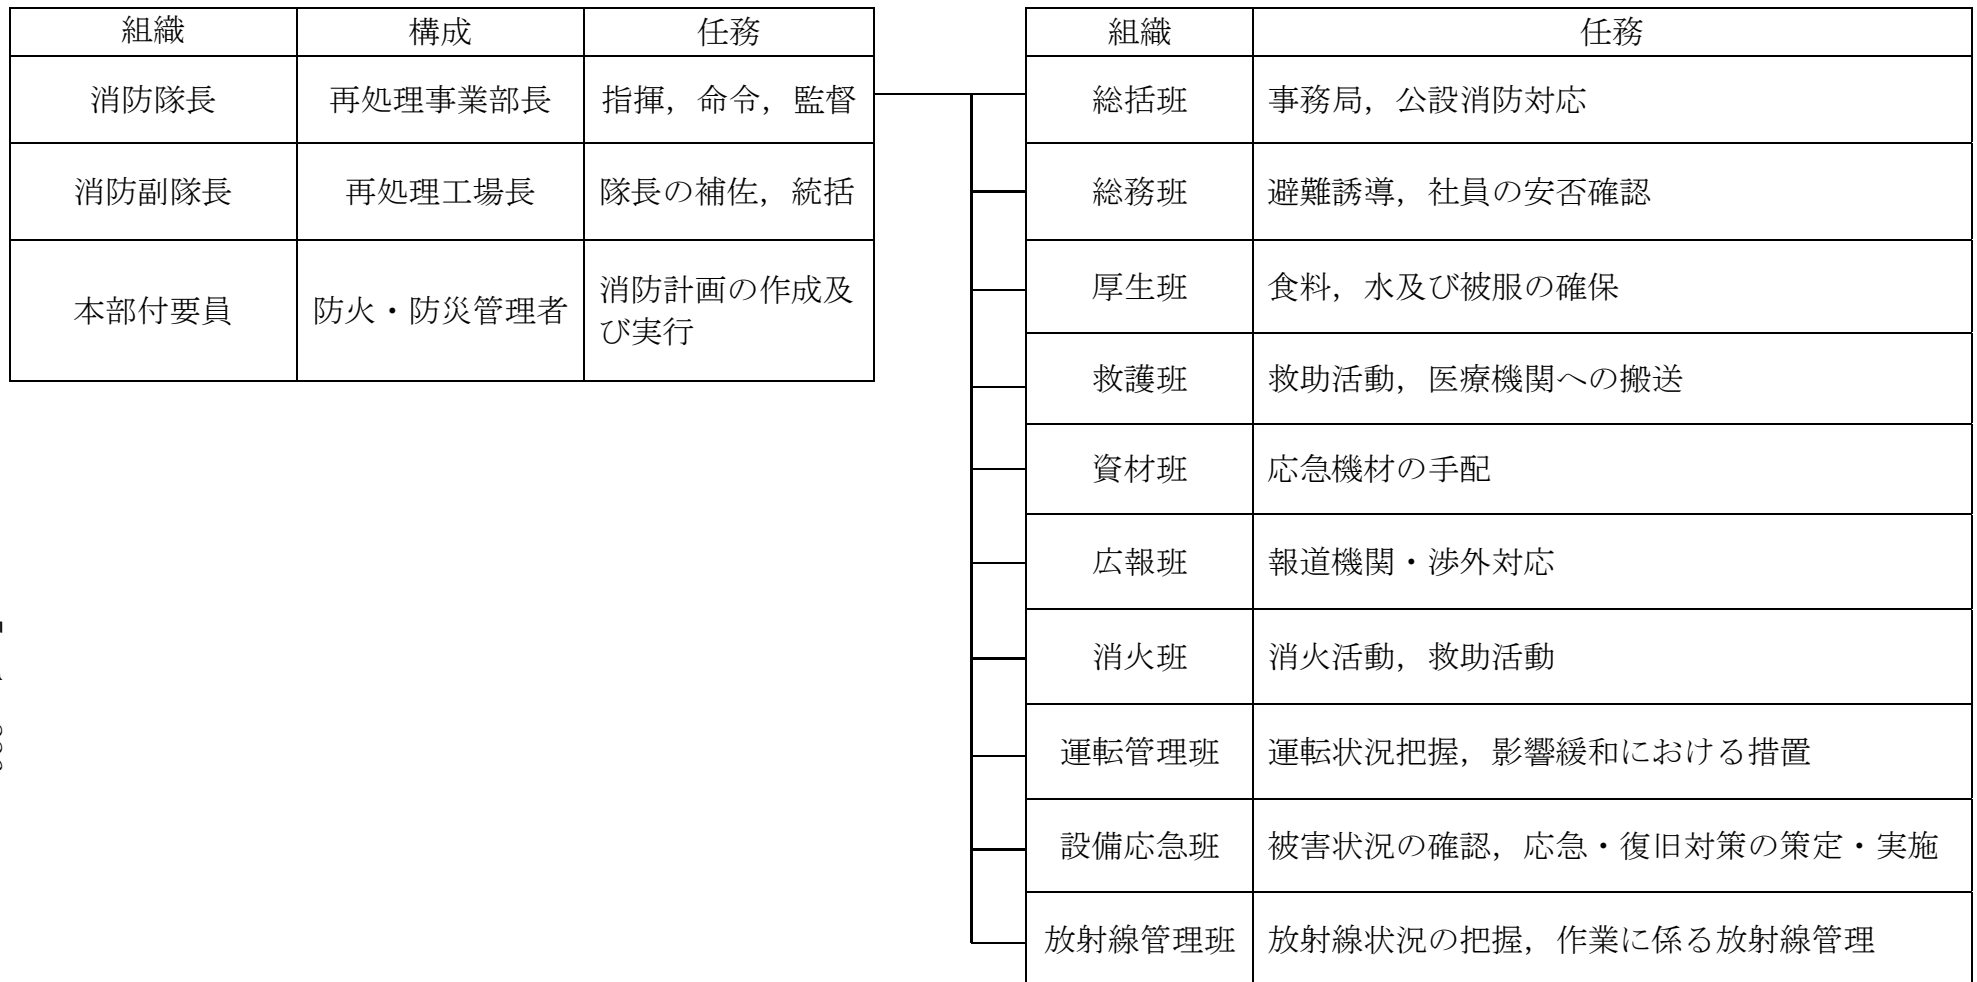 組織 構成 任務
消防隊長 再処理事業部長 指揮，命令，監督
消防副隊長 再処理工場長 隊長の補佐，統括
本部付要員 防火・防災管理者 消防計画の作成及
び実行
組織 任務
総括班 事務局，公設消防対応
総務班 避難誘導，社員の安否確認
厚生班 食料，水及び被服の確保
救護班 救助活動，医療機関への搬送
資材班 応急機材の手配
広報班 報道機関・渉外対応
消火班 消火活動，救助活動
運転管理班 運転状況把握，影響緩和における措置
設備応急班 被害状況の確認，応急・復旧対策の策定・実施
放射線管理班 放射線状況の把握，作業に係る放射線管理